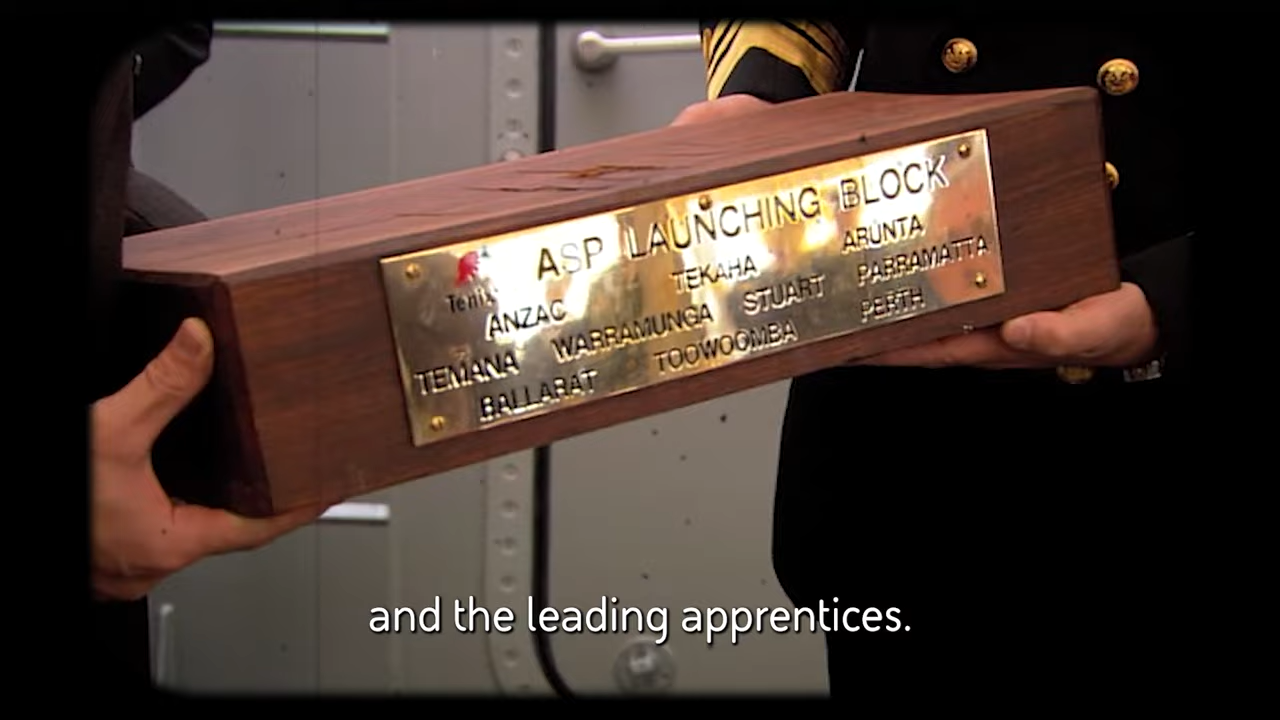 ASP LAUNCHING BLOCK
Tenix
ANZAC TEKAHA ARUNTA
TEMANA WARRAMUNGA STUART PARRAMATTA
BALLARAT TOOWOOMBA PERTH
and the leading apprentices.